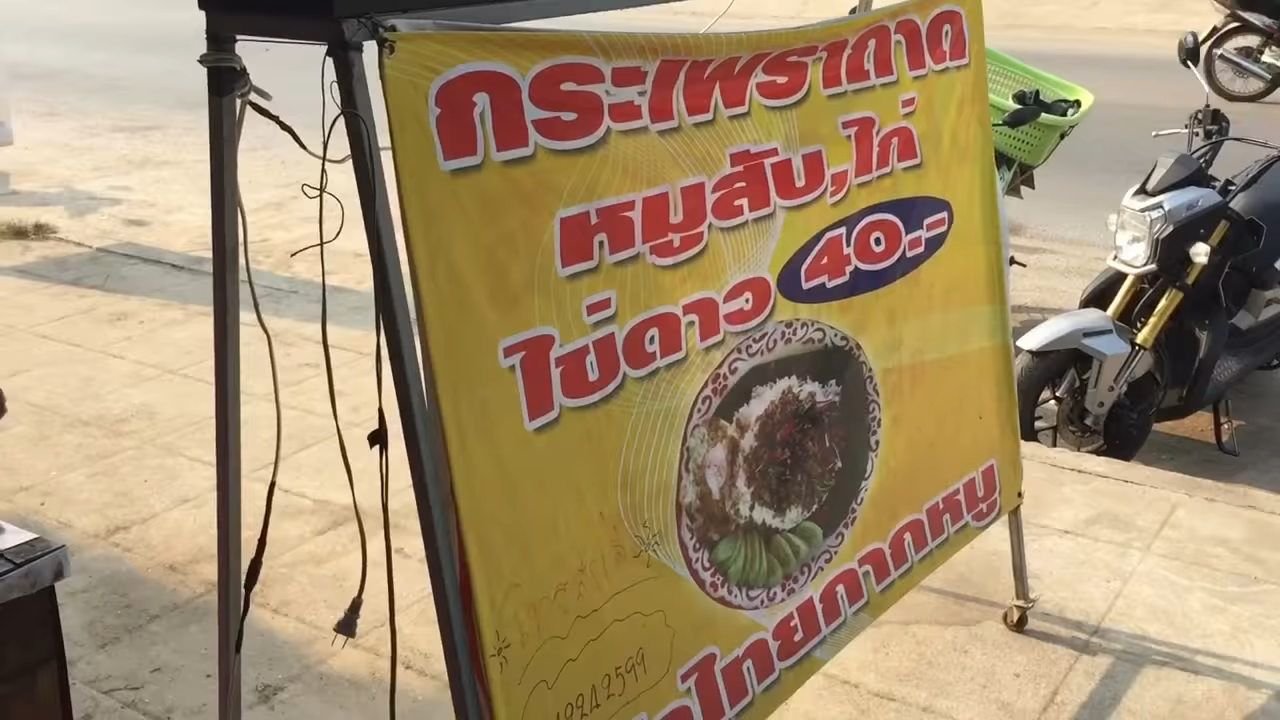 กระเพราถาด
หมูสับ,ไก่
40.-
ไข่ดาว
ไทยกากหมู
4242599